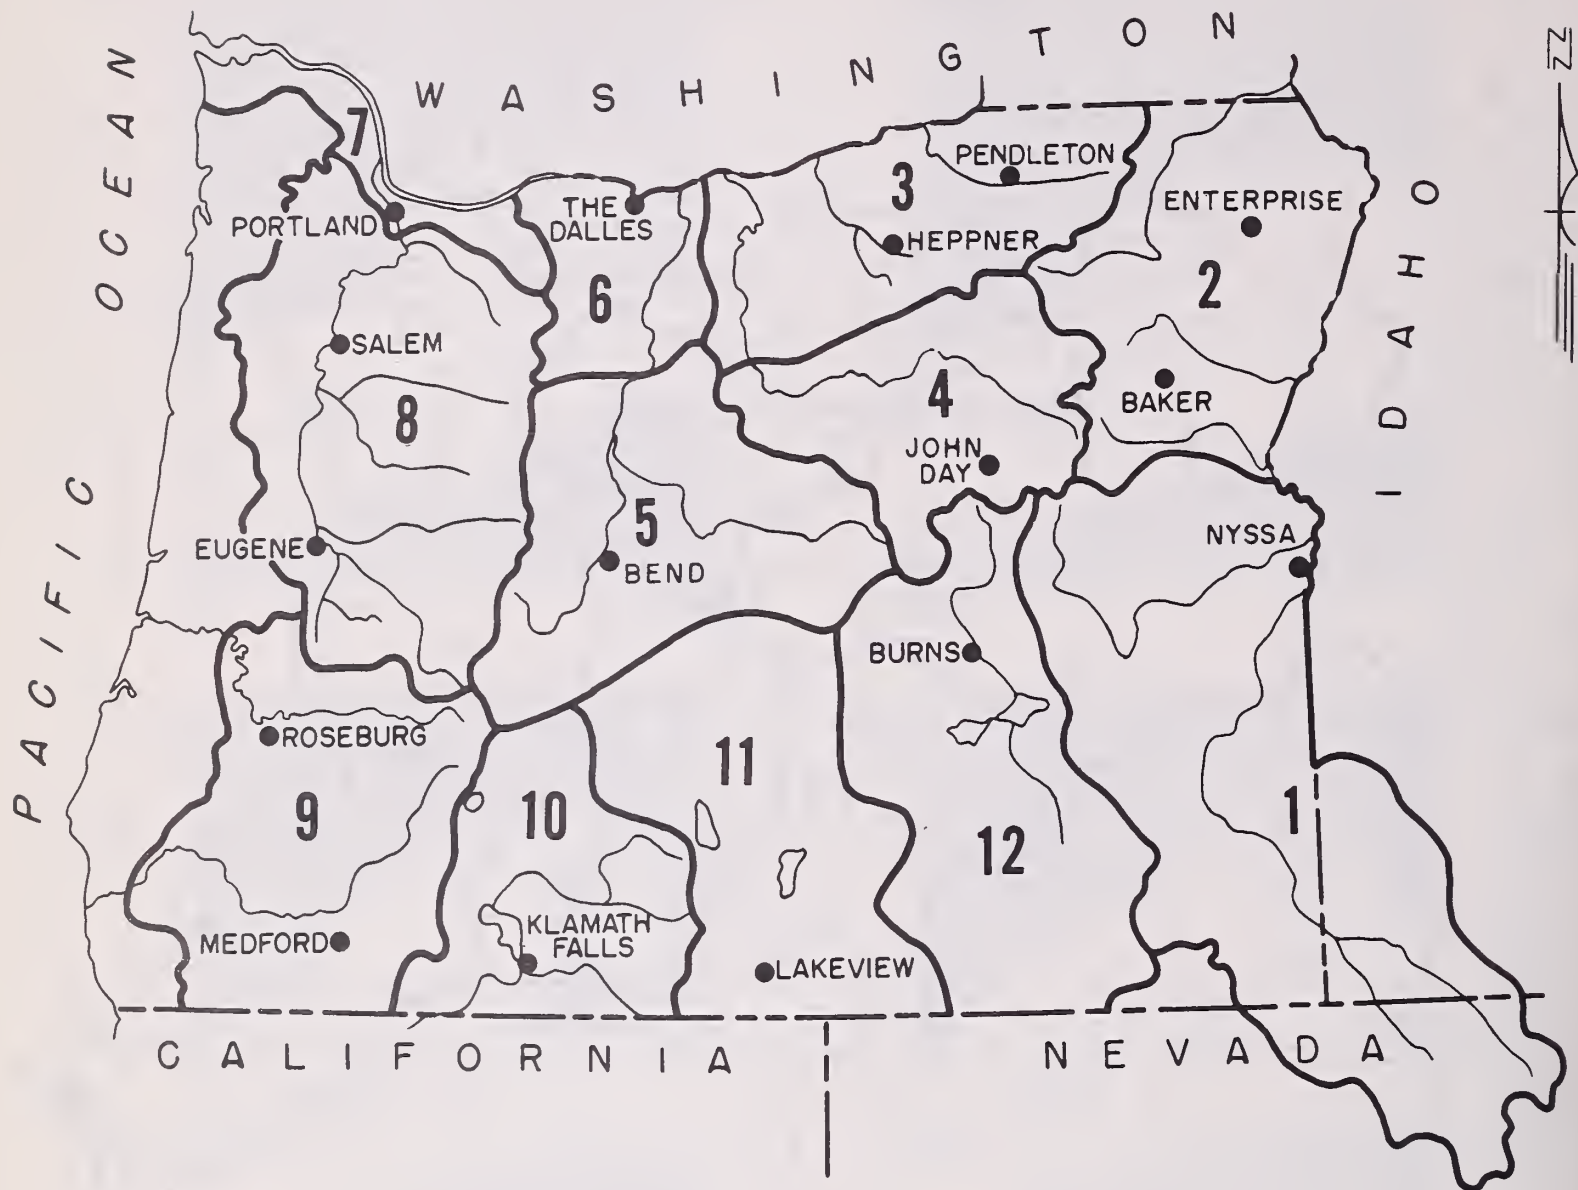 WASHINGTON
PACIFIC OCEAN
IDAHO
7
PORTLAND
THE
DALLES
6
3
PENDLETON
HEPPNER
ENTERPRISE
2
BAKER
SALEM
8
4
JOHN
DAY
5
BEND
EUGENE
NYSSA
BURNS
ROSEBURG
9
MEDFORD
10
KLAMATH
FALLS
11
LAKEVIEW
12
1
CALIFORNIA
NEVADA